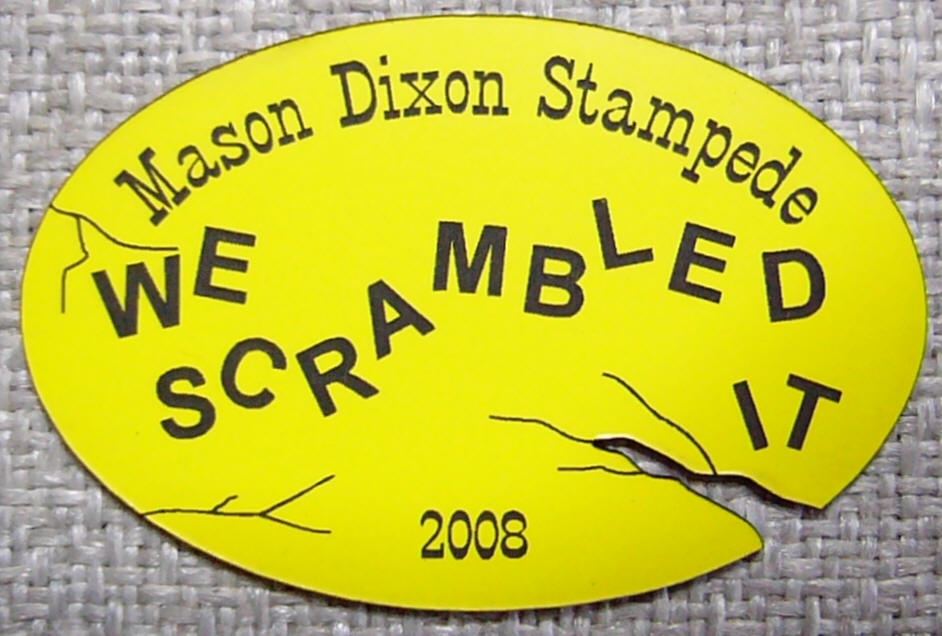 Mason Dixon Stampede
WE
SCRAMBLED
IT
2008